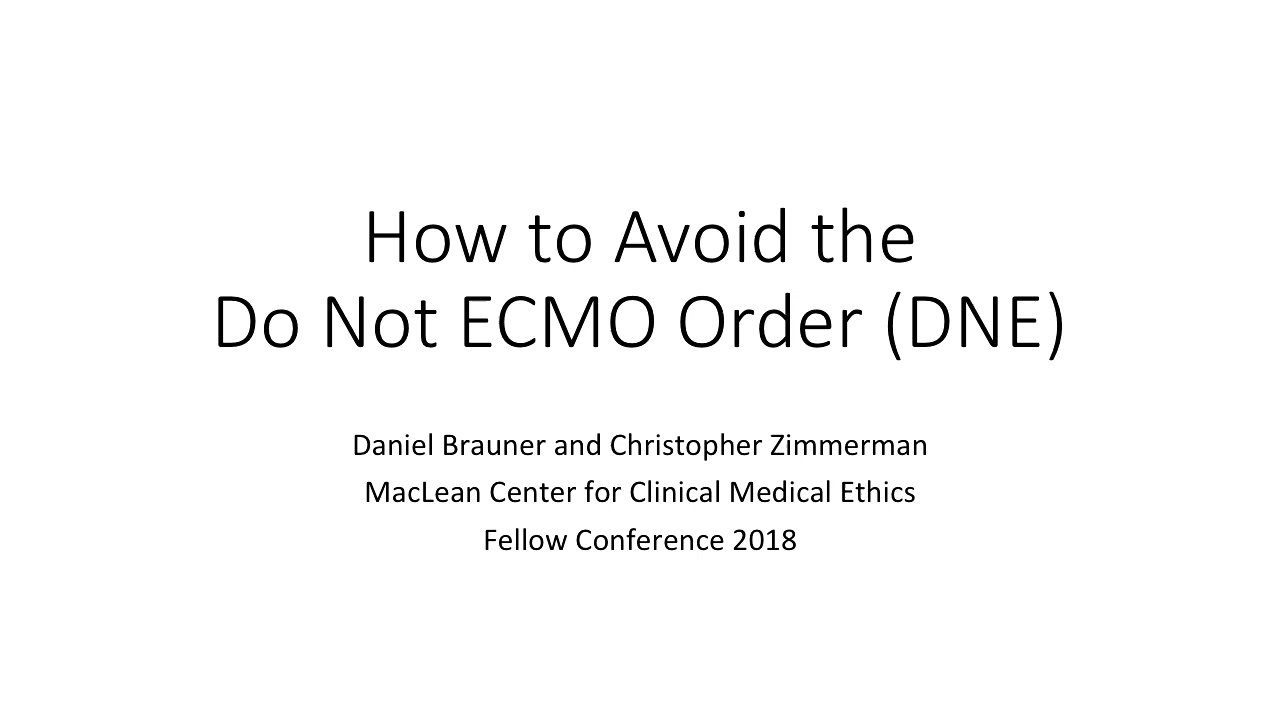 How to Avoid the
Do Not ECMO Order (DNE)
Daniel Brauner and Christopher Zimmerman
MacLean Center for Clinical Medical Ethics
Fellow Conference 2018